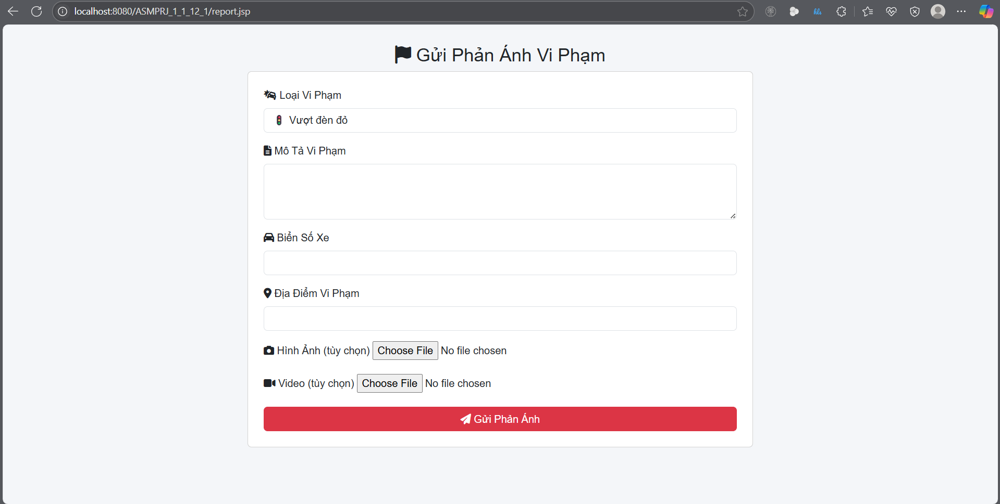 localhost:8080/ASMPRJ_1_1_12_1/report.jsp
hls
Gửi Phản Ánh Vi Phạm
Loại Vi Phạm
Vượt đèn đỏ
Mô Tả Vi Phạm
Biển Số Xe
Địa Điểm Vi Phạm
Hình Ảnh (tùy chọn) Choose File No file chosen
Video (tùy chọn) Choose File No file chosen
Gửi Phản Ánh